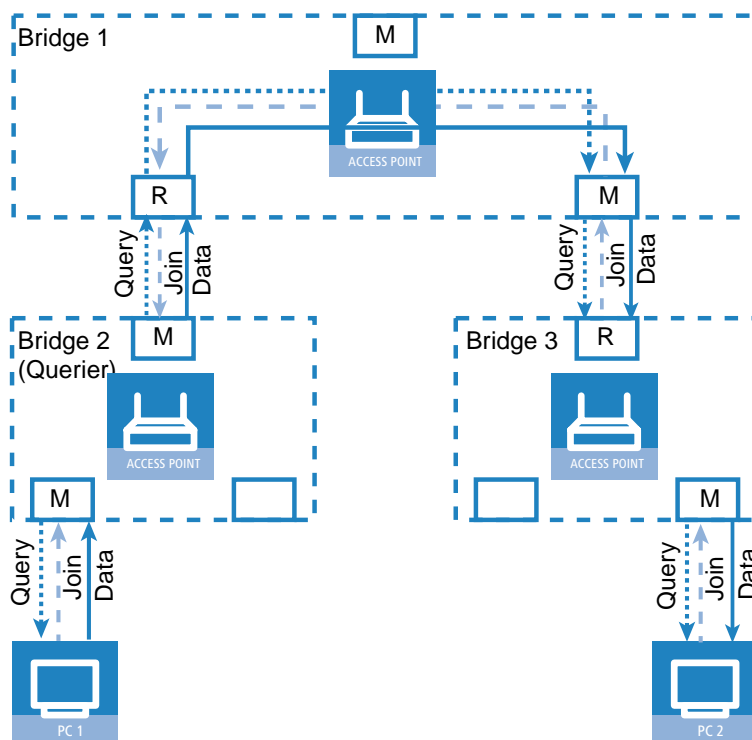 Bridge 1
M
ACCESS POINT
R
M
Query
Join
Data
Query
Join
Data
Bridge 2
(Querier)
M
ACCESS POINT
M
Bridge 3
R
ACCESS POINT
M
Query
Join
Data
Query
Join
Data
PC 1
PC 2